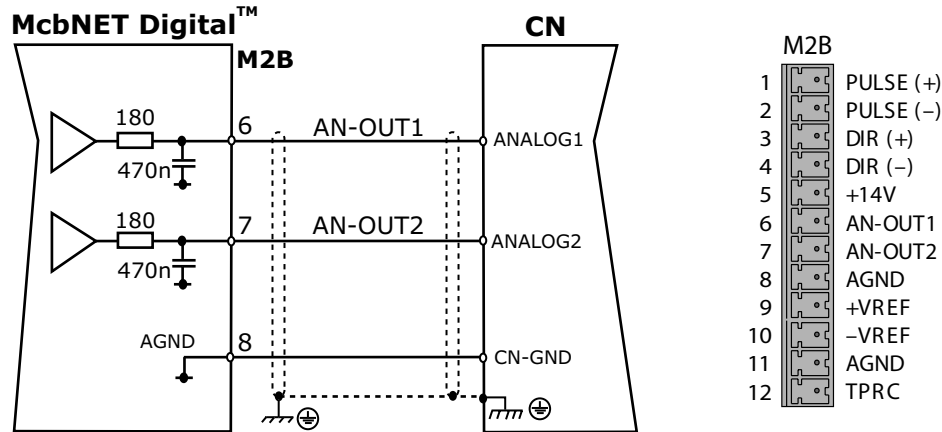 McbNET Digital™
CN
M2B
180
6
AN-OUT1
ANALOG1
470n
180
7
AN-OUT2
ANALOG2
470n
AGND
8
CN-GND
M2B
1 PULSE (+)
2 PULSE (–)
3 DIR (+)
4 DIR (–)
5 +14V
6 AN-OUT1
7 AN-OUT2
8 AGND
9 +VREF
10 –VREF
11 AGND
12 TPRC